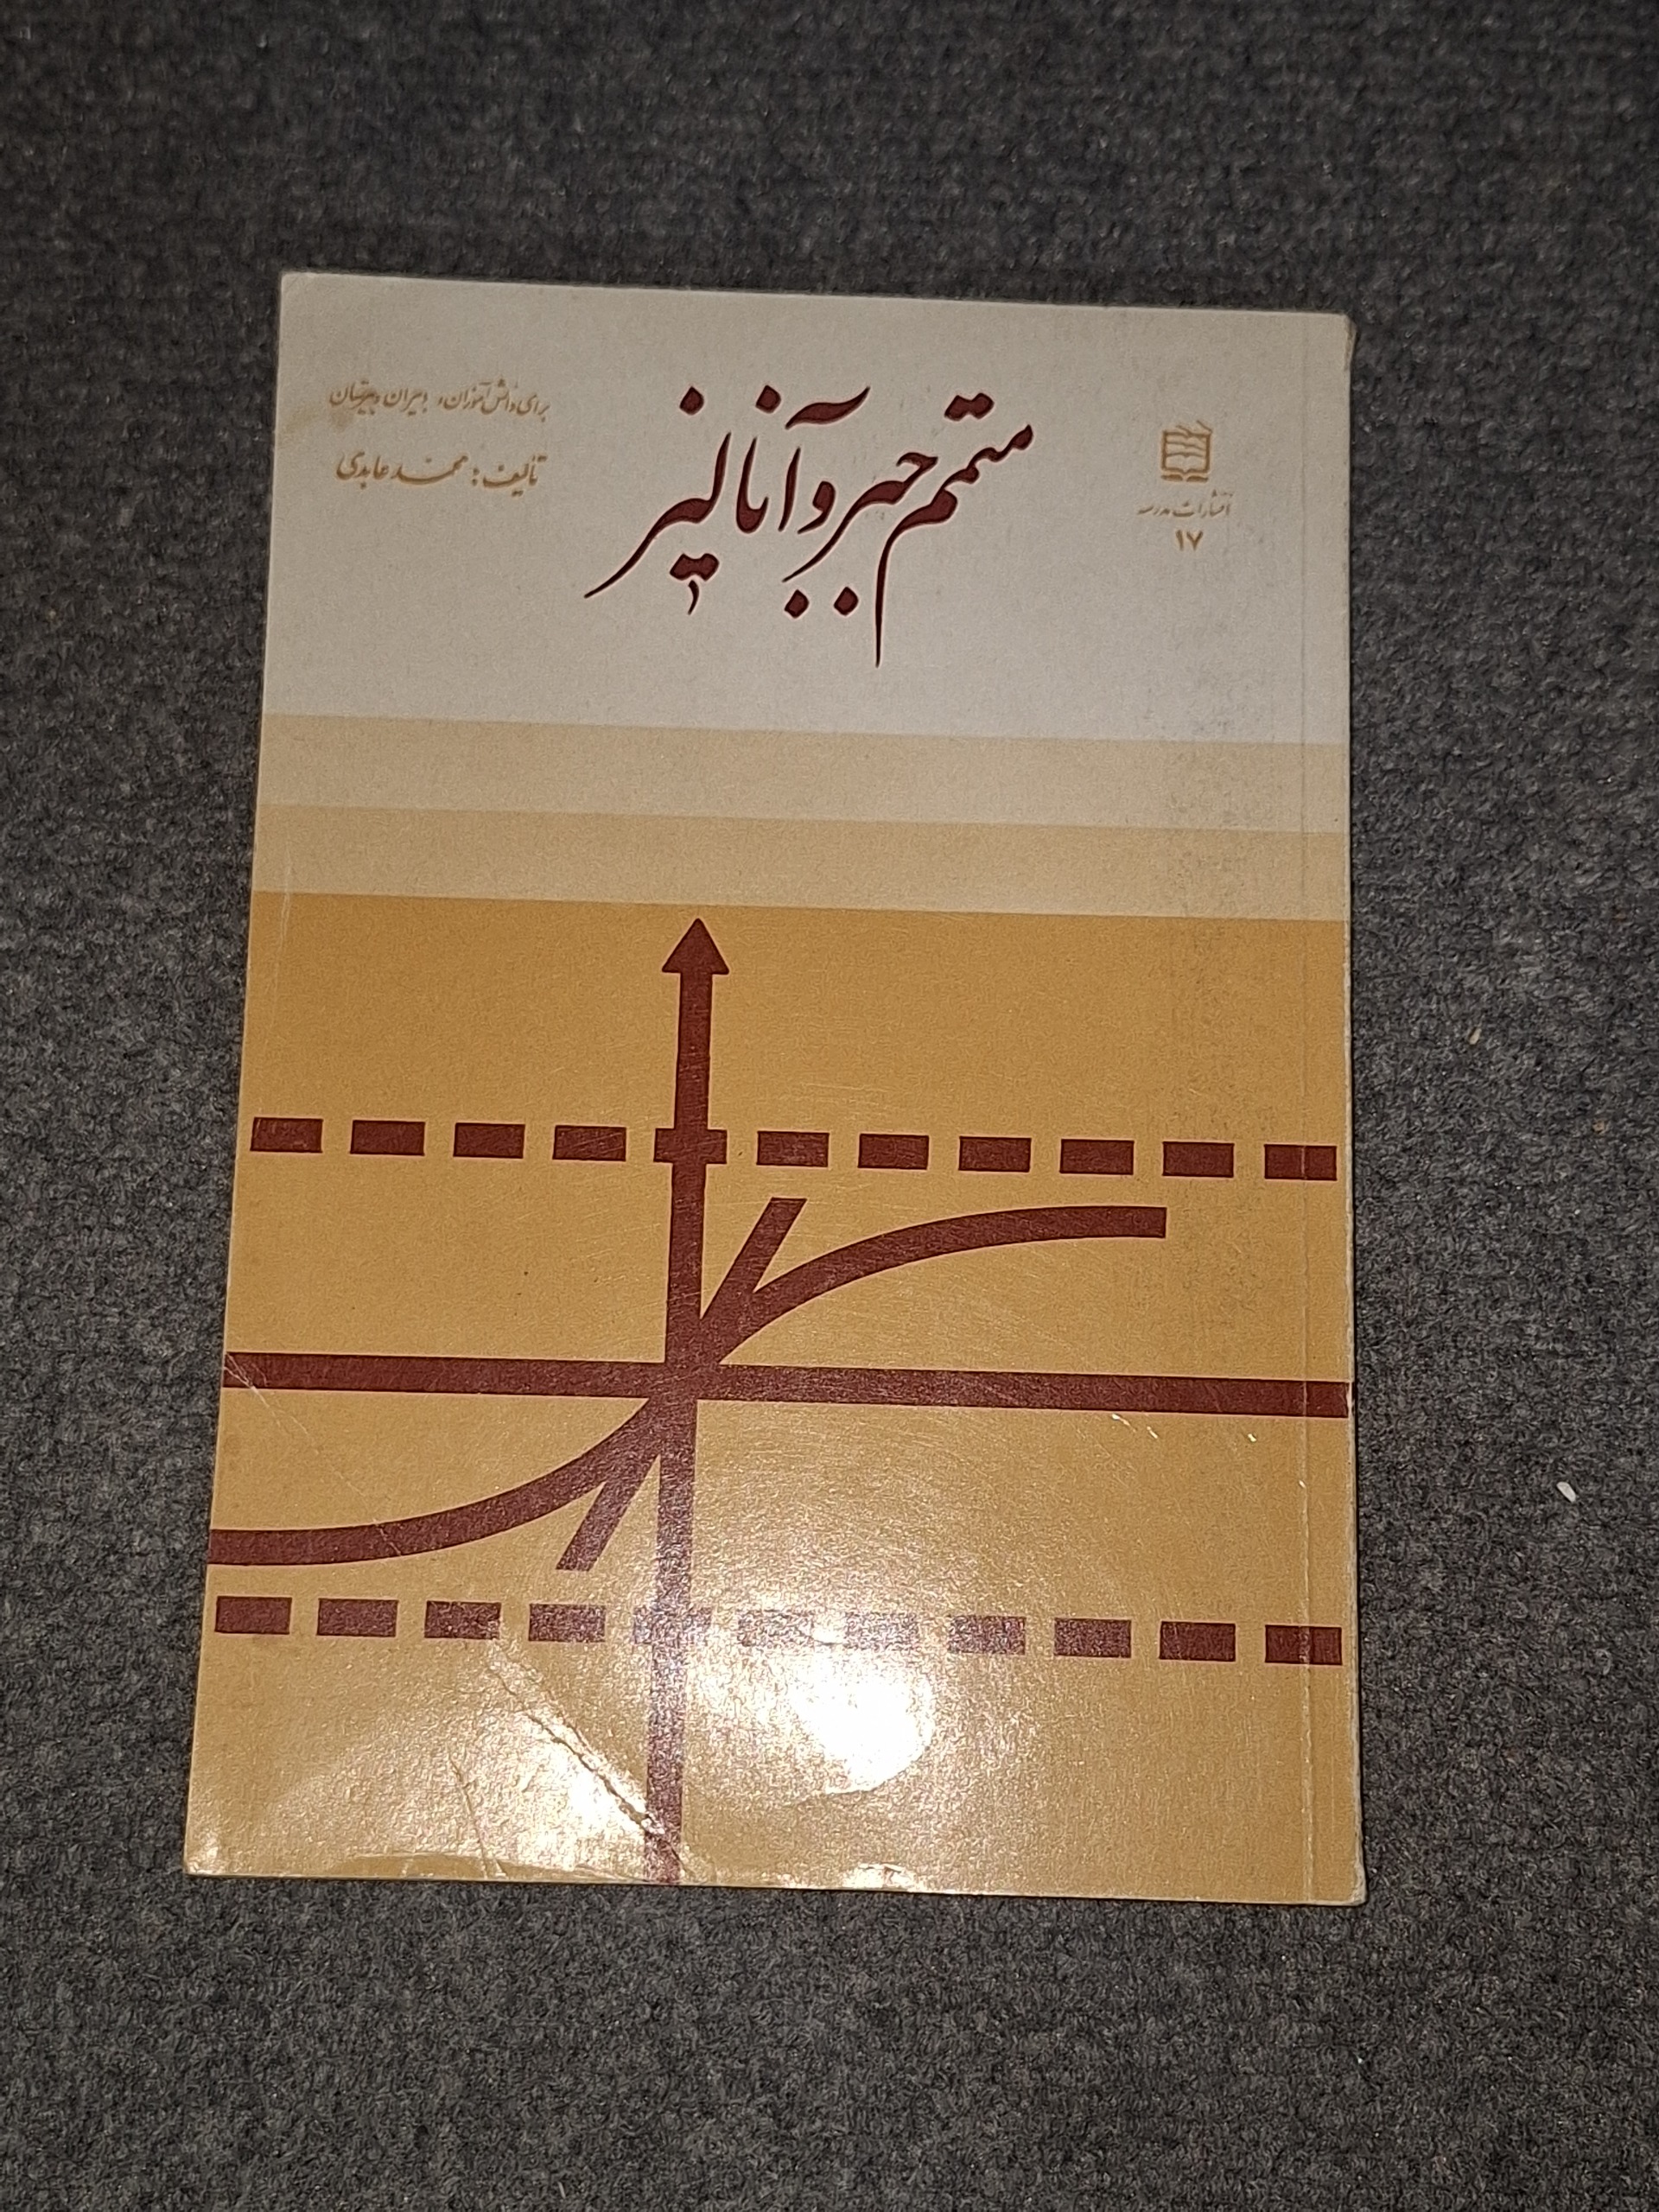 متمم جبر و آنالیز
برای دانش‌آموزان و دبیران دبیرستان
تألیف: محمد عابدی
انتشارات مدرسه
۱۷